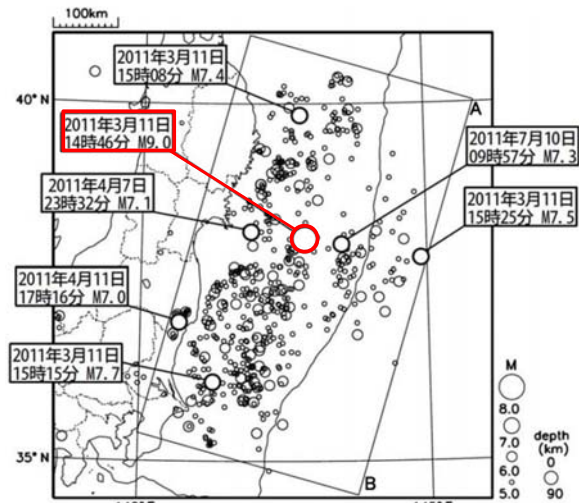 100km
2011年3月11日
15時08分 M7.4
40°N
A
2011年3月11日
14時46分 M9.0
2011年7月10日
09時57分 M7.3
2011年4月7日
23時32分 M7.1
2011年3月11日
15時25分 M7.5
2011年4月11日
17時16分 M7.0
2011年3月11日
15時15分 M7.7
M
8.0
7.0
6.0
5.0
depth
(km)
0
90
35°N
B